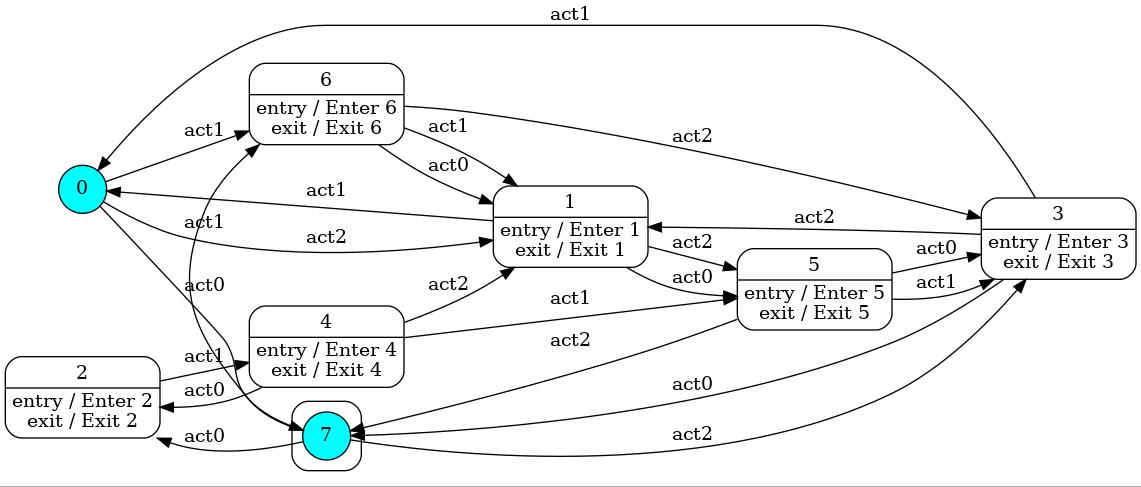 act1
6
entry / Enter 6
exit / Exit 6
act1
act1
act0
act2
0
act1
act1
act2
1
entry / Enter 1
exit / Exit 1
act2
3
entry / Enter 3
exit / Exit 3
act2
act0
5
entry / Enter 5
exit / Exit 5
act0
act1
act0
act2
act1
4
entry / Enter 4
exit / Exit 4
act2
act1
act0
2
entry / Enter 2
exit / Exit 2
act0
7
act0
act2